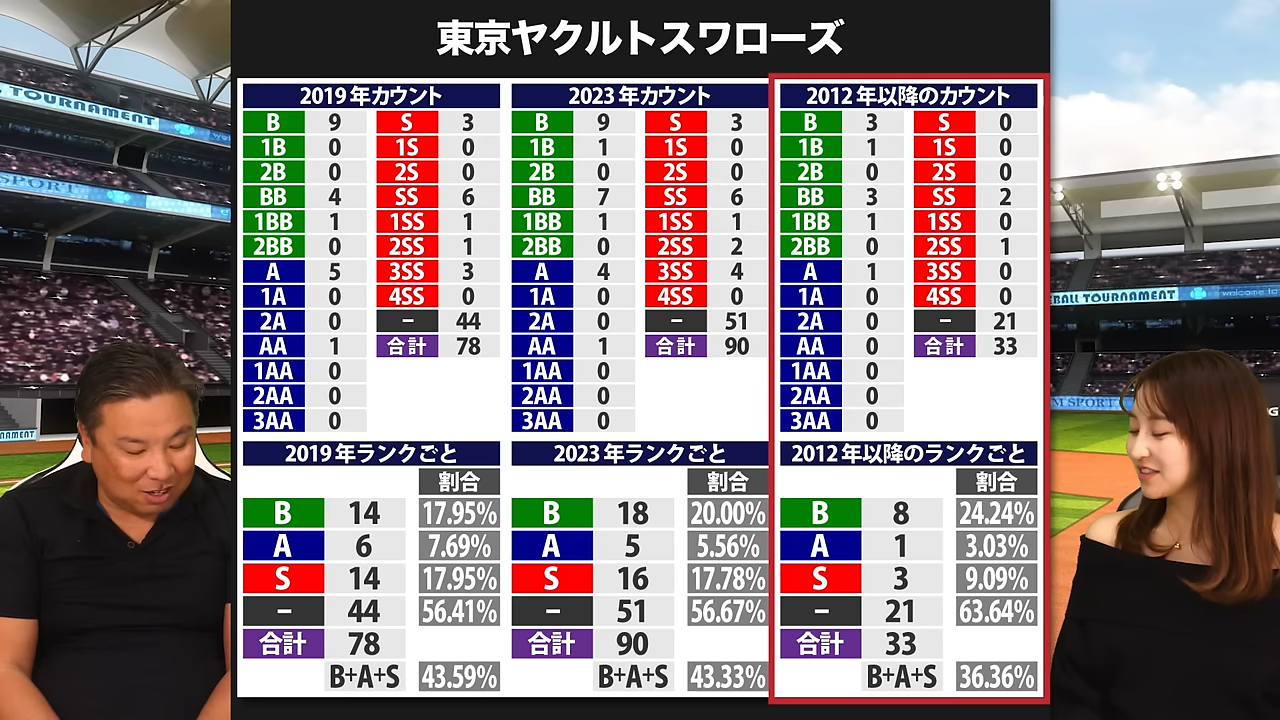 東京ヤクルトスワローズ
2019年カウント
B 9 S 3
1B 0 1S 0
2B 0 2S 0
BB 4 SS 6
1BB 1 1SS 1
2BB 0 2SS 1
A 5 3SS 3
1A 0 4SS 0
2A 0 − 44
AA 1 合計 78
1AA 0
2AA 0
3AA 0
2019年ランクごと
割合
B 14 17.95%
A 6 7.69%
S 14 17.95%
− 44 56.41%
合計 78
B+A+S 43.59%
2023年カウント
B 9 S 3
1B 1 1S 0
2B 0 2S 0
BB 7 SS 6
1BB 1 1SS 1
2BB 0 2SS 2
A 4 3SS 4
1A 0 4SS 0
2A 0 − 51
AA 1 合計 90
1AA 0
2AA 0
3AA 0
2023年ランクごと
割合
B 18 20.00%
A 5 5.56%
S 16 17.78%
− 51 56.67%
合計 90
B+A+S 43.33%
2012年以降のカウント
B 3 S 0
1B 1 1S 0
2B 0 2S 0
BB 3 SS 2
1BB 1 1SS 0
2BB 0 2SS 1
A 1 3SS 0
1A 0 4SS 0
2A 0 − 21
AA 0 合計 33
1AA 0
2AA 0
3AA 0
2012年以降のランクごと
割合
B 8 24.24%
A 1 3.03%
S 3 9.09%
− 21 63.64%
合計 33
B+A+S 36.36%
TOURNAMENT
SPORT
NAMENT
BALL TOURNAMENT
welcome to
M SPORT